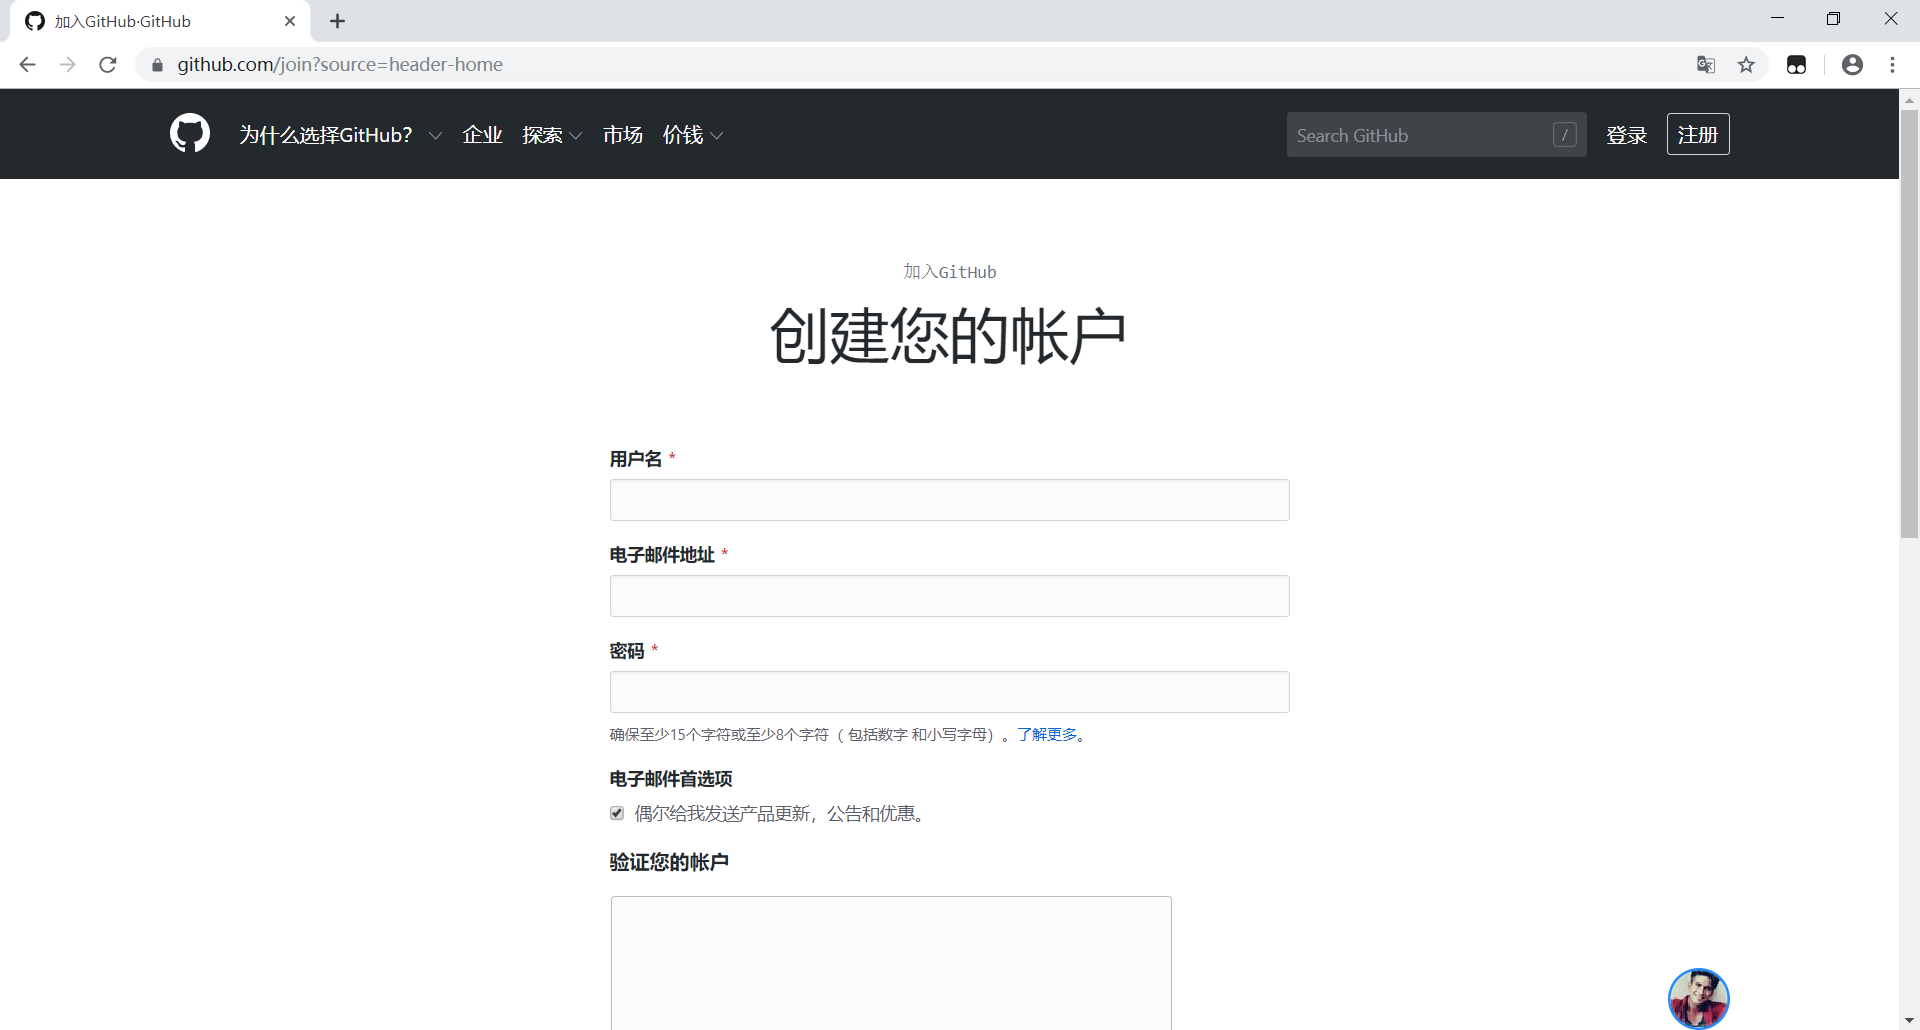 加入GitHub·GitHub
github.com/join?source=header-home
为什么选择GitHub? 企业 探索 市场 价钱 Search GitHub / 登录 注册
加入GitHub
创建您的帐户
用户名 *
电子邮件地址 *
密码 *
确保至少15个字符或至少8个字符（ 包括数字 和小写字母）。了解更多。
电子邮件首选项
偶尔给我发送产品更新，公告和优惠。
验证您的帐户